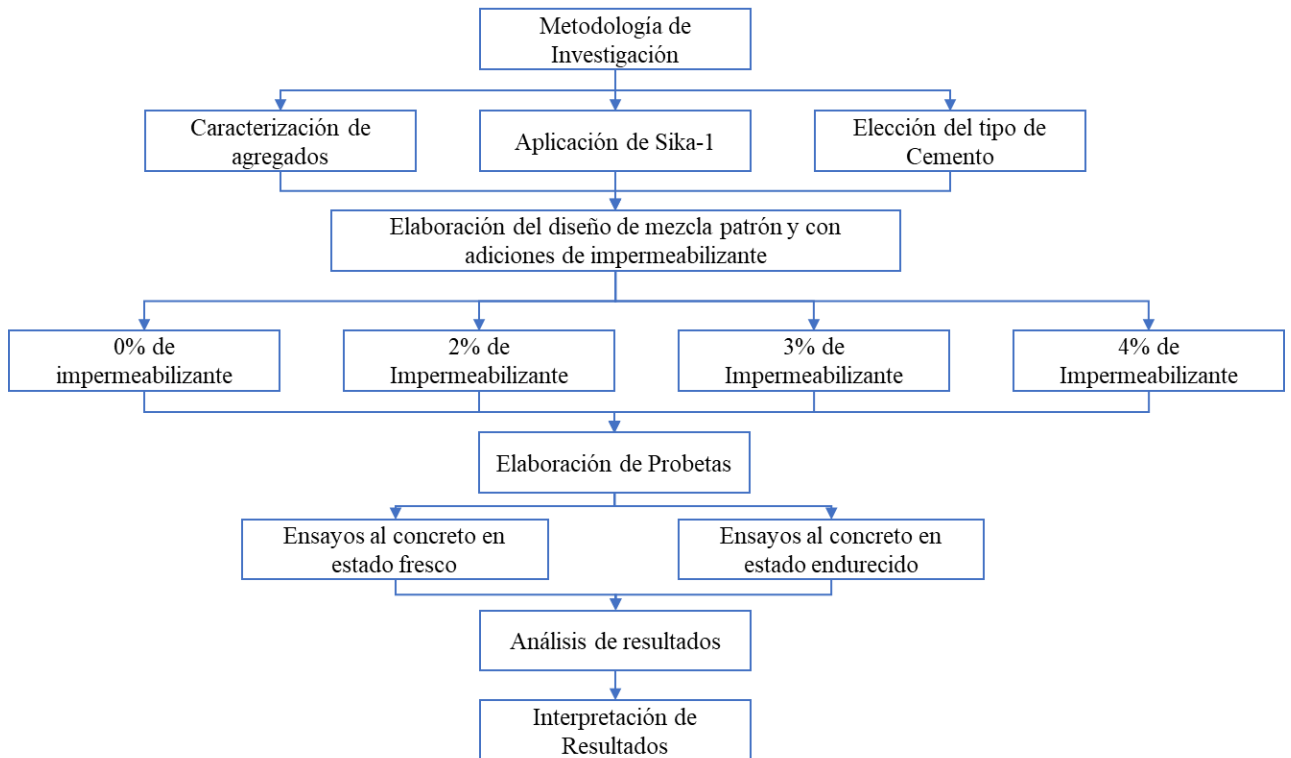 Metodología de
Investigación
Caracterización de
agregados
Aplicación de Sika-1
Elección del tipo de
Cemento
Elaboración del diseño de mezcla patrón y con
adiciones de impermeabilizante
0% de
impermeabilizante
2% de
Impermeabilizante
3% de
Impermeabilizante
4% de
Impermeabilizante
Elaboración de Probetas
Ensayos al concreto en
estado fresco
Ensayos al concreto en
estado endurecido
Análisis de resultados
Interpretación de
Resultados